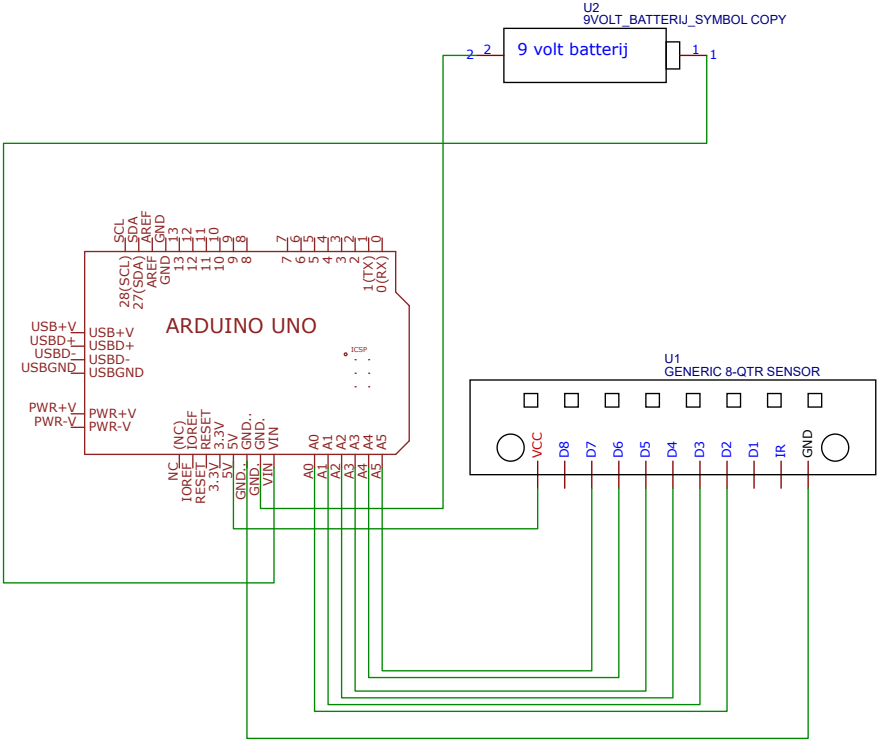 U2
9VOLT_BATTERIJ_SYMBOL COPY
2 2 9 volt batterij 1 1
SCL SDA AREF GND 13 12 11 10 9 8 7 6 5 4 3 2 1 0
28(SCL) 27(SDA) AREF GND 13 12 11 10 9 8 7 6 5 4 3 2 1(TX) 0(RX)
ARDUINO UNO
USB+V USB+V
USBD+ USBD+
USBD- USBD-
USBGND USBGND
ICSP
PWR+V PWR+V
PWR-V PWR-V
(NC) IOREF RESET 3.3V 5V GND.. GND. VIN A0 A1 A2 A3 A4 A5
NC IOREF RESET 3.3V 5V GND.. GND. VIN A0 A1 A2 A3 A4 A5
U1
GENERIC 8-QTR SENSOR
VCC D8 D7 D6 D5 D4 D3 D2 D1 IR GND